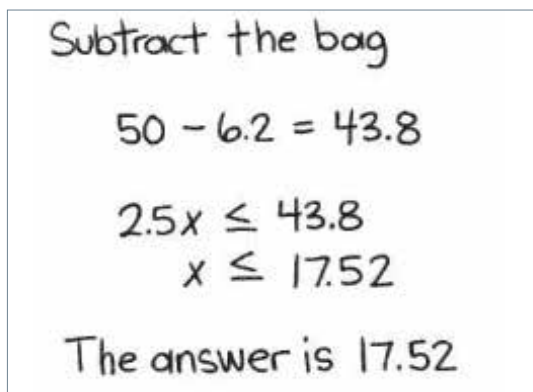 Subtract the bag
50 - 6.2 = 43.8
2.5x ≤ 43.8
x ≤ 17.52
The answer is 17.52